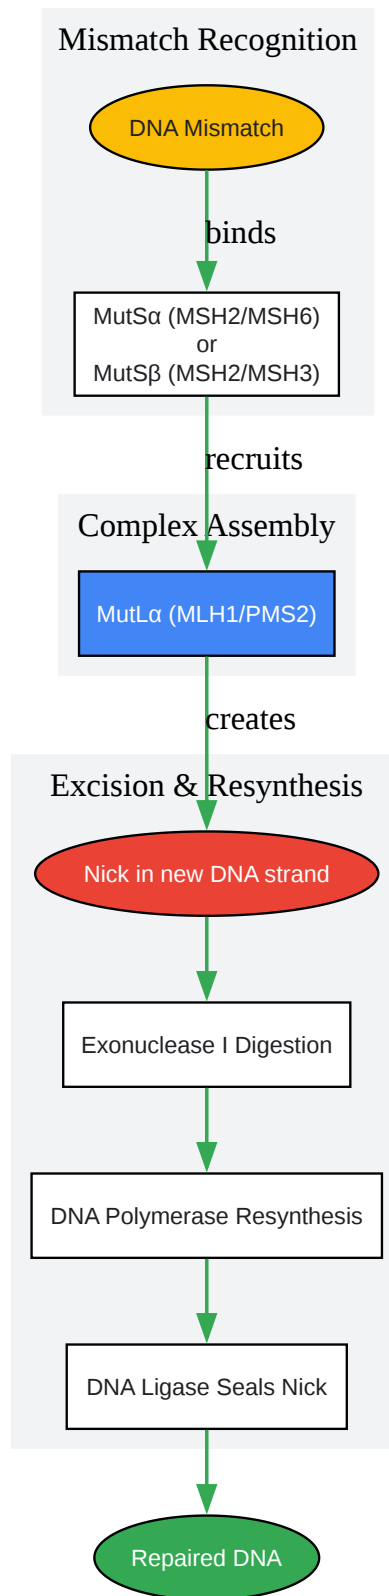 Mismatch Recognition
DNA Mismatch
binds
MutSα (MSH2/MSH6)
or
MutSβ (MSH2/MSH3)
recruits
Complex Assembly
MutLα (MLH1/PMS2)
creates
Excision & Resynthesis
Nick in new DNA strand
Exonuclease I Digestion
DNA Polymerase Resynthesis
DNA Ligase Seals Nick
Repaired DNA